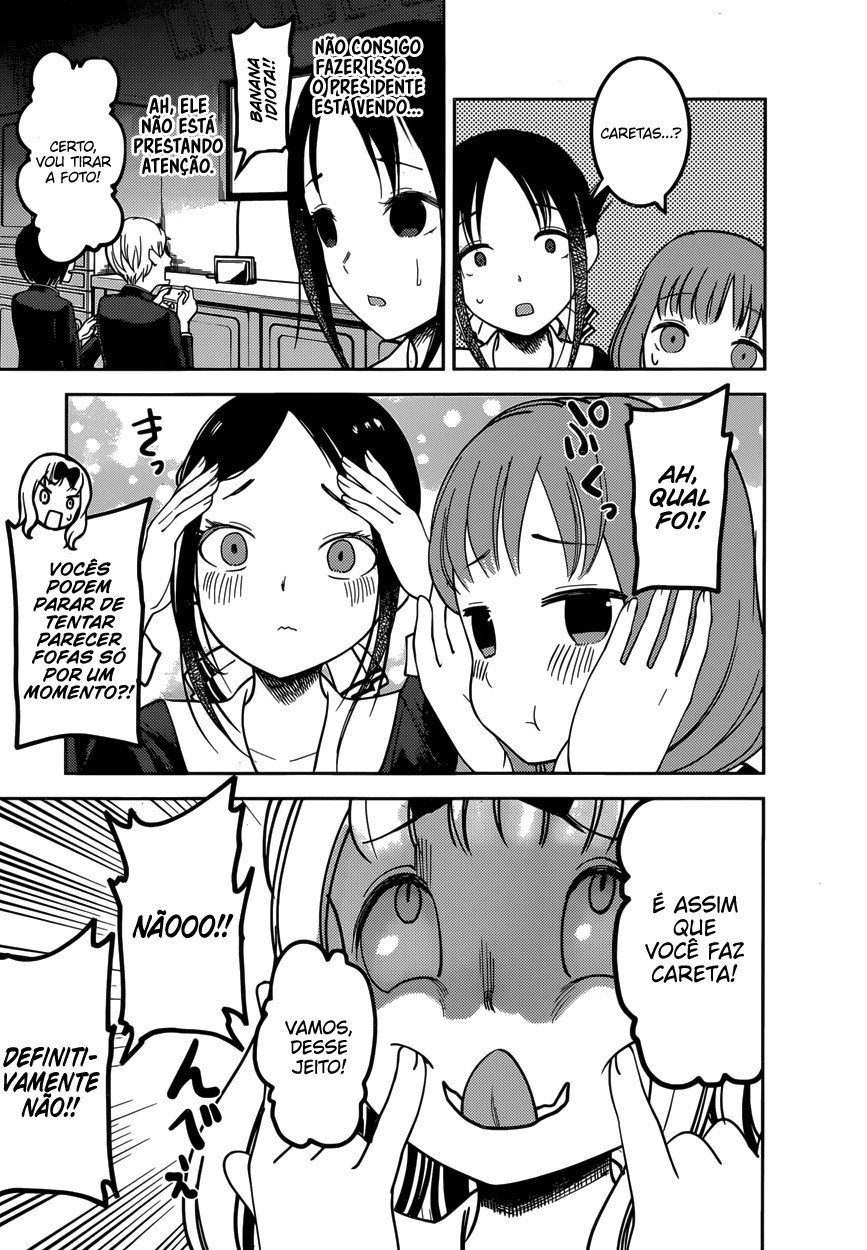 CARETAS...?
NÃO CONSIGO
FAZER ISSO...
O PRESIDENTE
ESTÁ VENDO...
BANANA
IDIOTA!!
AH, ELE
NÃO ESTÁ
PRESTANDO
ATENÇÃO.
CERTO,
VOU TIRAR
A FOTO!
AH,
QUAL
FOI!
ぷくっ
きっ
VOCÊS
PODEM
PARAR DE
TENTAR
PARECER
FOFAS SÓ
POR UM
MOMENTO?!
É ASSIM
QUE
VOCÊ FAZ
CARETA!
VAMOS,
DESSE
JEITO!
んべぇ
NÃOOO!!
DEFINITI-
VAMENTE
NÃO!!